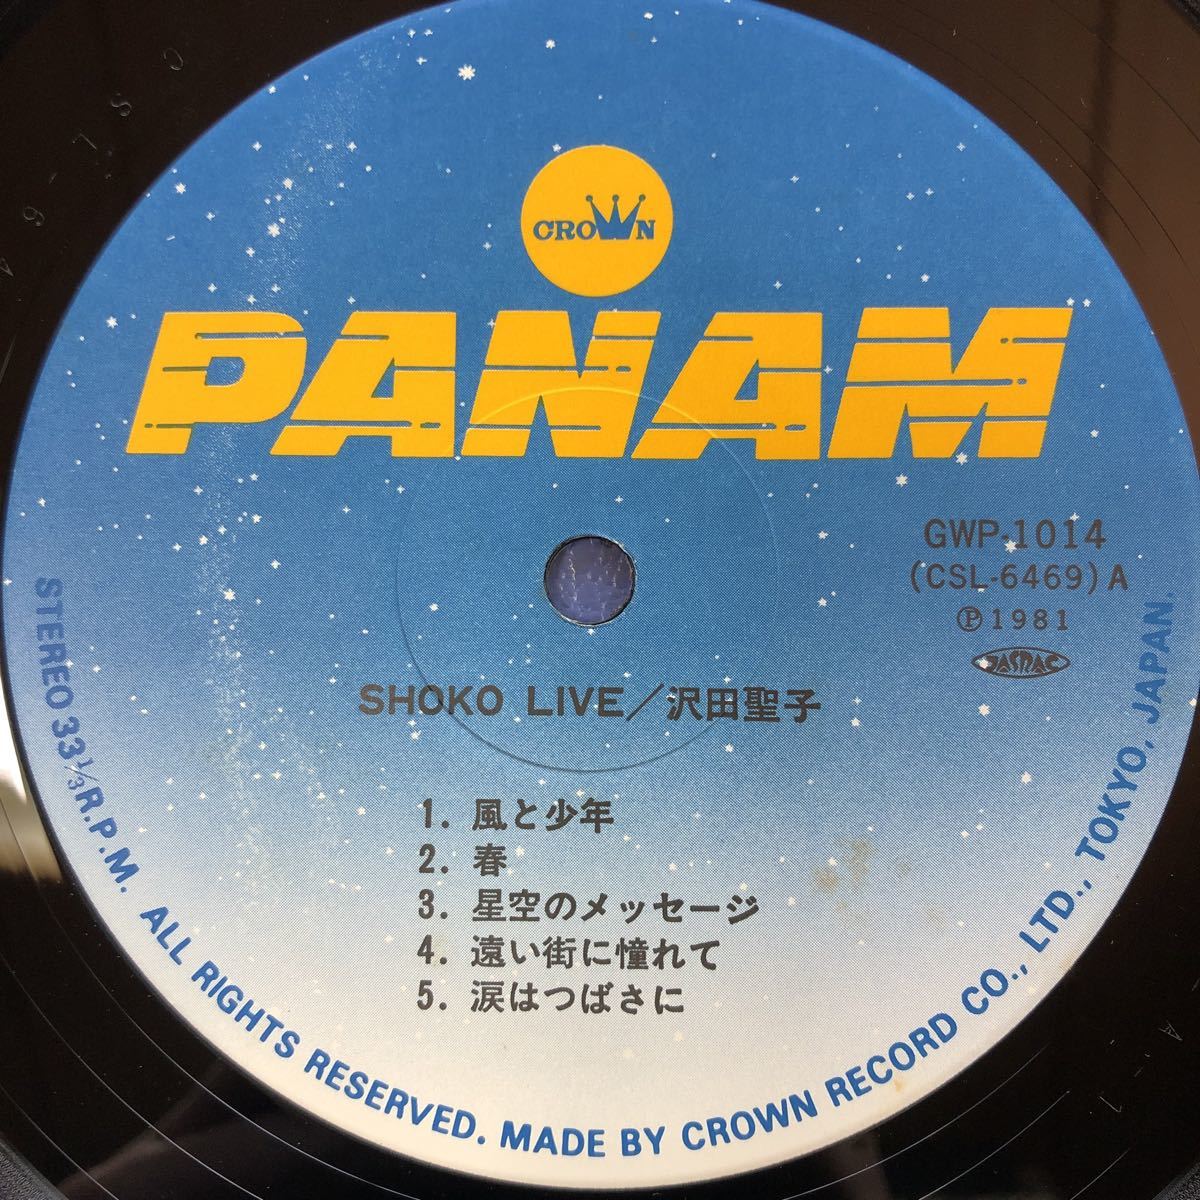 CROWN
PANAM
GWP-1014
(CSL-6469) A
Ⓟ1981
JASRAC
SHOKO LIVE／沢田聖子
1. 風と少年
2. 春
3. 星空のメッセージ
4. 遠い街に憧れて
5. 涙はつばさに
STEREO 33⅓ R.P.M. ALL RIGHTS RESERVED. MADE BY CROWN RECORD CO., LTD., TOKYO, JAPAN.